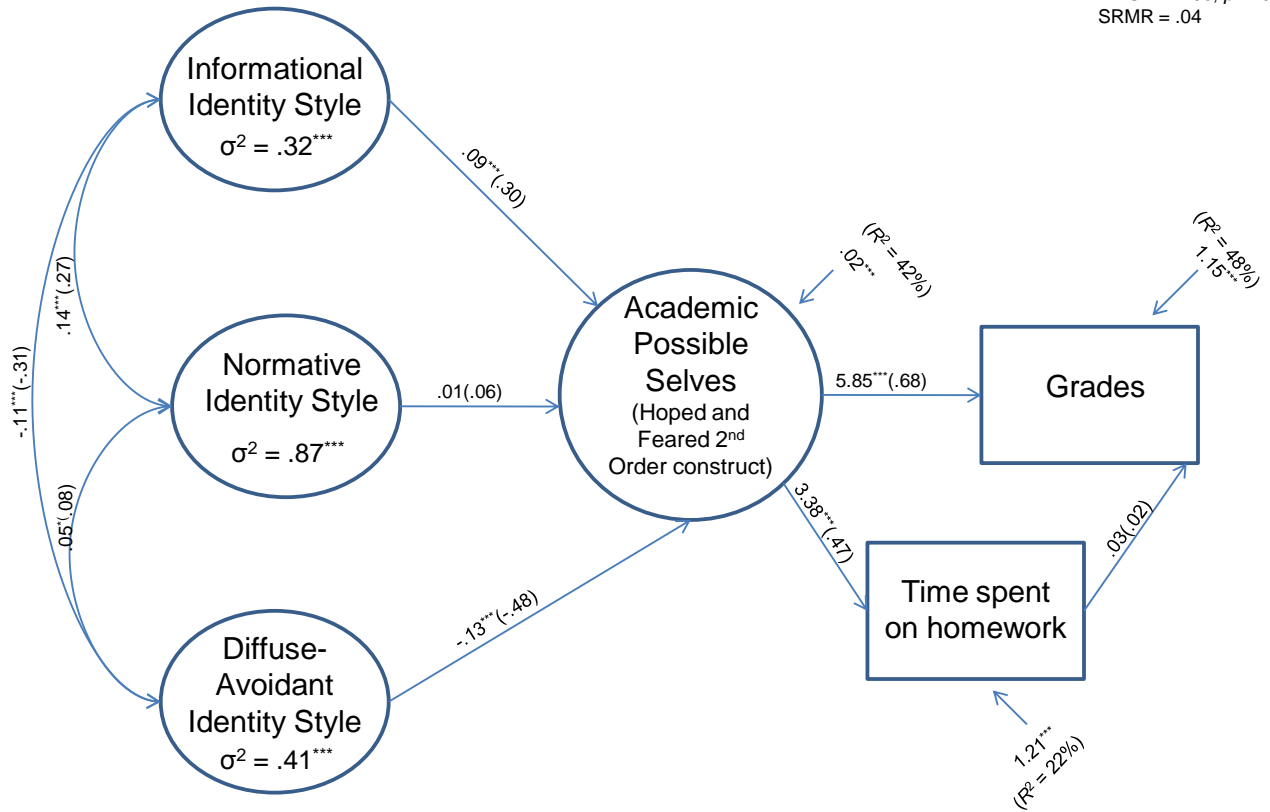 SRMR = .04
Informational
Identity Style
σ² = .32***
.09***(.30)
(R² = 42%)
.02***
(R² = 48%)
1.15***
.14***(.27)
-.11***(-.31)
Normative
Identity Style
σ² = .87***
.01(.06)
Academic
Possible
Selves
(Hoped and
Feared 2nd
Order construct)
5.85***(.68)
Grades
.05*(.08)
3.38***(.47)
.03(.02)
Time spent
on homework
-.13***(-.48)
Diffuse-
Avoidant
Identity Style
σ² = .41***
1.21***
(R² = 22%)